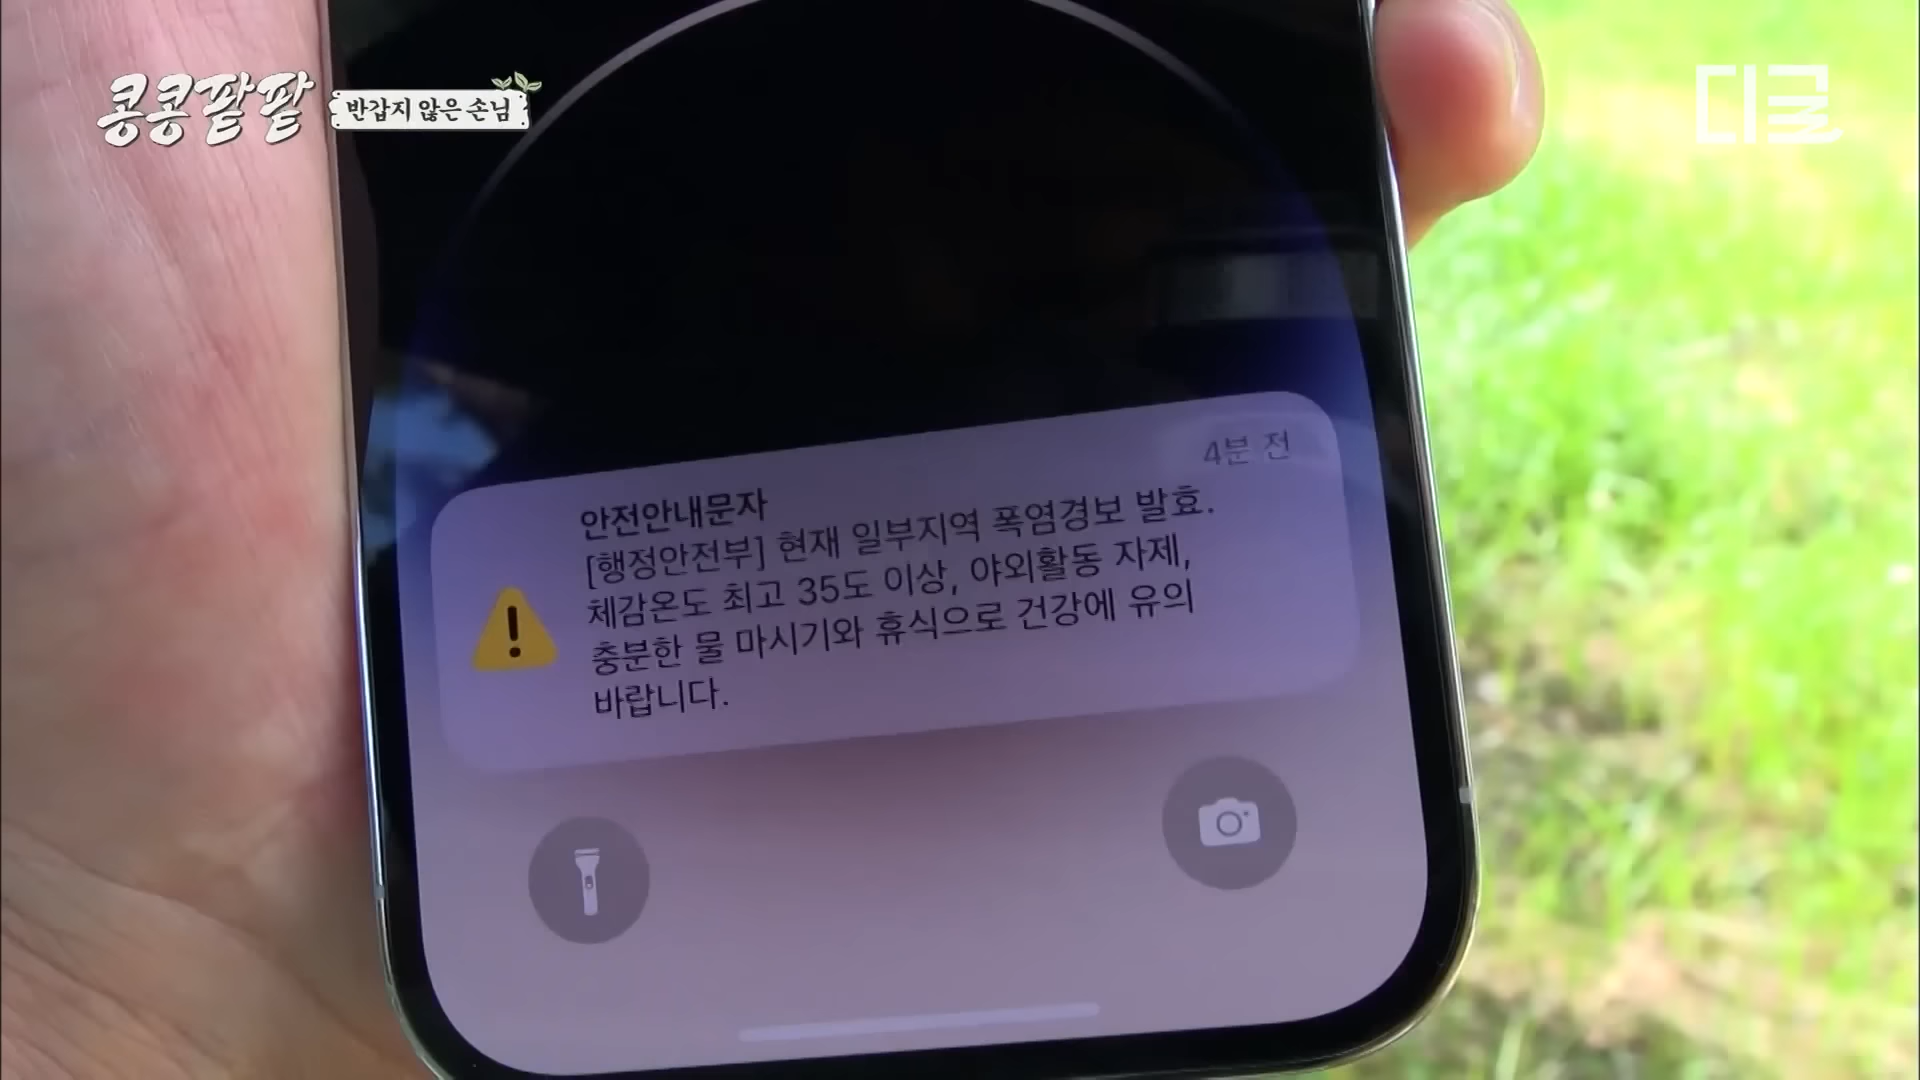 콩콩팥팥
반갑지 않은 손님
디글
4분 전
안전안내문자
[행정안전부] 현재 일부지역 폭염경보 발효.
체감온도 최고 35도 이상, 야외활동 자제,
충분한 물 마시기와 휴식으로 건강에 유의
바랍니다.